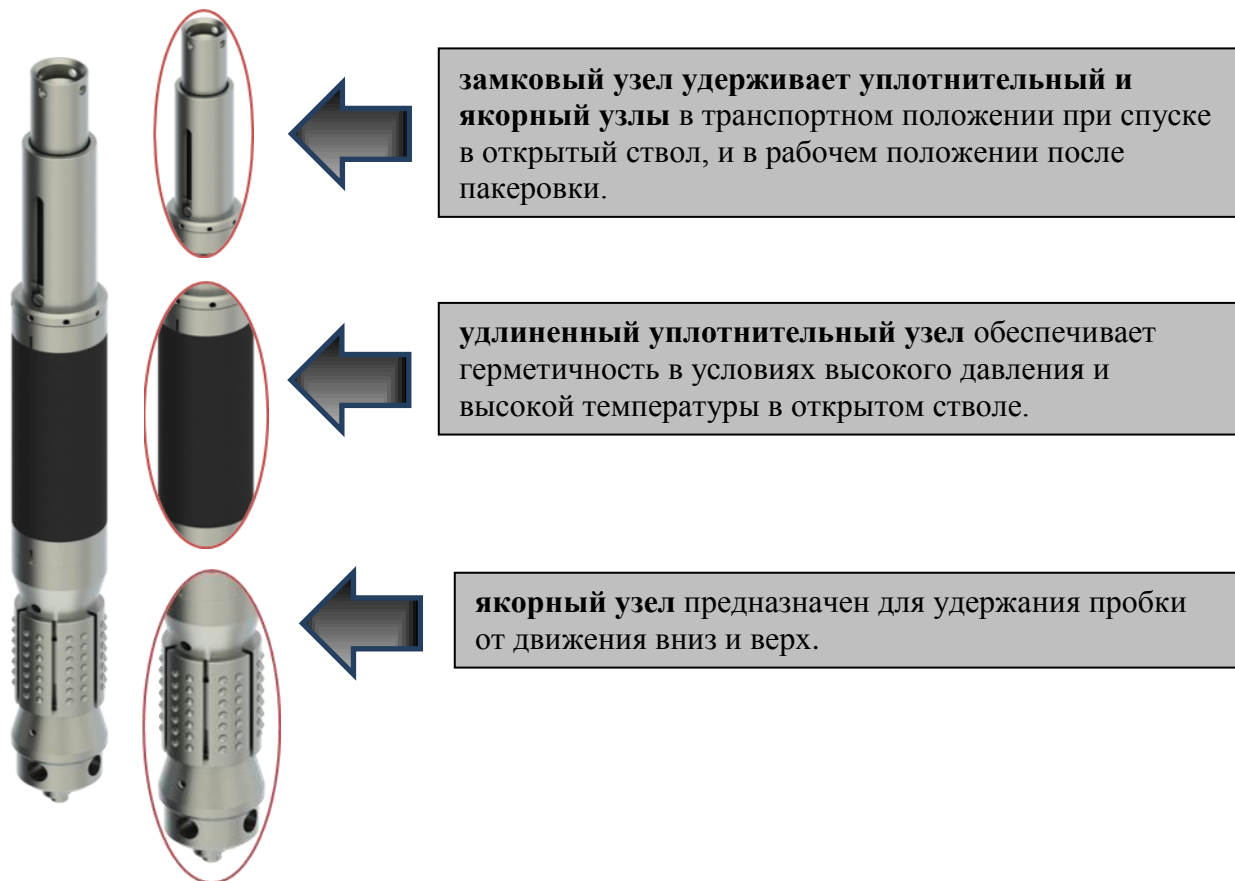 замковый узел удерживает уплотнительный и
якорный узлы в транспортном положении при спуске
в открытый ствол, и в рабочем положении после
пакеровки.
удлиненный уплотнительный узел обеспечивает
герметичность в условиях высокого давления и
высокой температуры в открытом стволе.
якорный узел предназначен для удержания пробки
от движения вниз и верх.